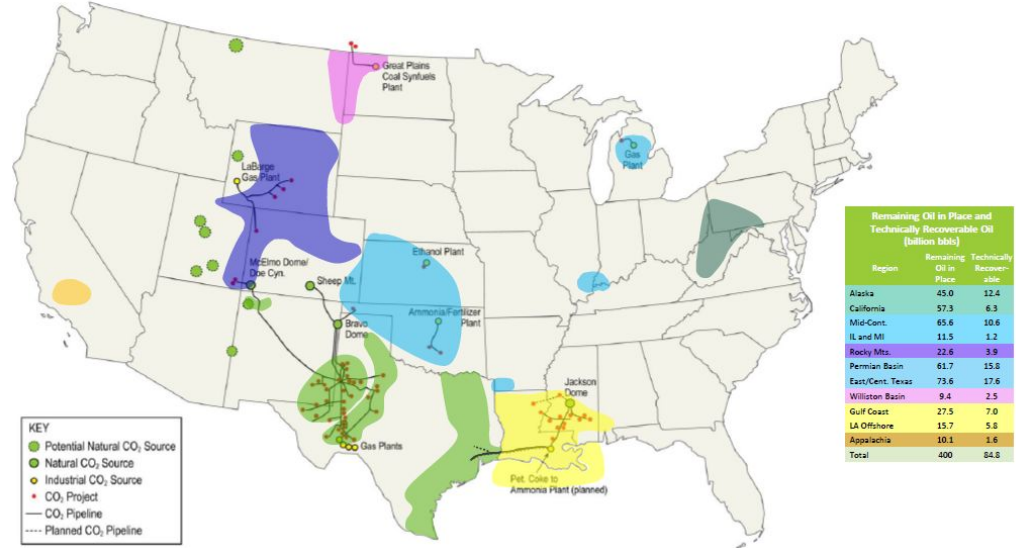 Great Plains
Coal Synfuels
Plant
Gas
Plant
LaBarge
Gas Plant
McElmo Dome/
Doe Cyn.
Sheep Mt.
Ethanol Plant
Ammonia/Fertilizer
Plant
Bravo
Dome
Jackson
Dome
Gas Plants
Pet. Coke to
Ammonia Plant (planned)
KEY
Potential Natural CO₂ Source
Natural CO₂ Source
Industrial CO₂ Source
CO₂ Project
CO₂ Pipeline
Planned CO₂ Pipeline
Remaining Oil in Place and
Technically Recoverable Oil
(billion bbls)
Remaining Technically
Region Oil in Recover-
Place able
Alaska 45.0 12.4
California 57.3 6.3
Mid-Cont. 65.6 10.6
IL and MI 11.5 1.2
Rocky Mts. 22.6 3.9
Permian Basin 61.7 15.8
East/Cent. Texas 73.6 17.6
Williston Basin 9.4 2.5
Gulf Coast 27.5 7.0
LA Offshore 15.7 5.8
Appalachia 10.1 1.6
Total 400 84.8